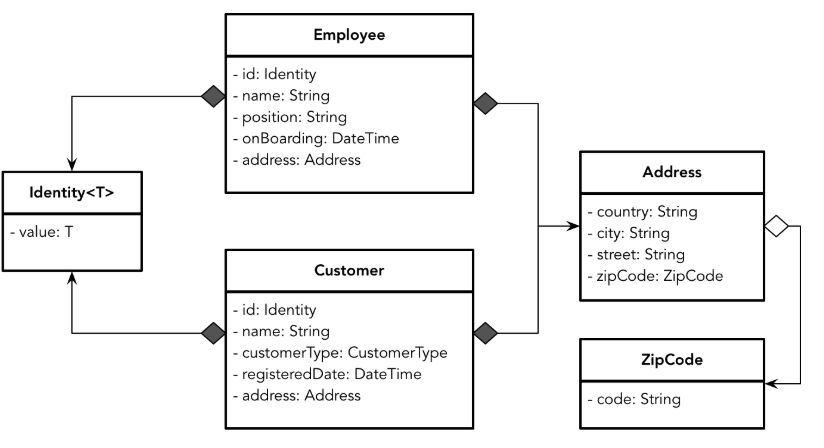 Employee
- id: Identity
- name: String
- position: String
- onBoarding: DateTime
- address: Address
Identity<T>
- value: T
Customer
- id: Identity
- name: String
- customerType: CustomerType
- registeredDate: DateTime
- address: Address
Address
- country: String
- city: String
- street: String
- zipCode: ZipCode
ZipCode
- code: String